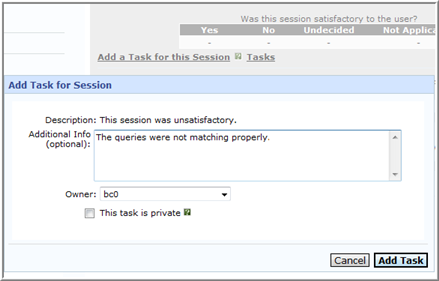 Was this session satisfactory to the user?
Yes No Undecided Not Applica
- - - -
Add a Task for this Session ? Tasks
Add Task for Session
Description: This session was unsatisfactory.
Additional Info (optional): The queries were not matching properly.
Owner: bc0
This task is private ?
Cancel Add Task